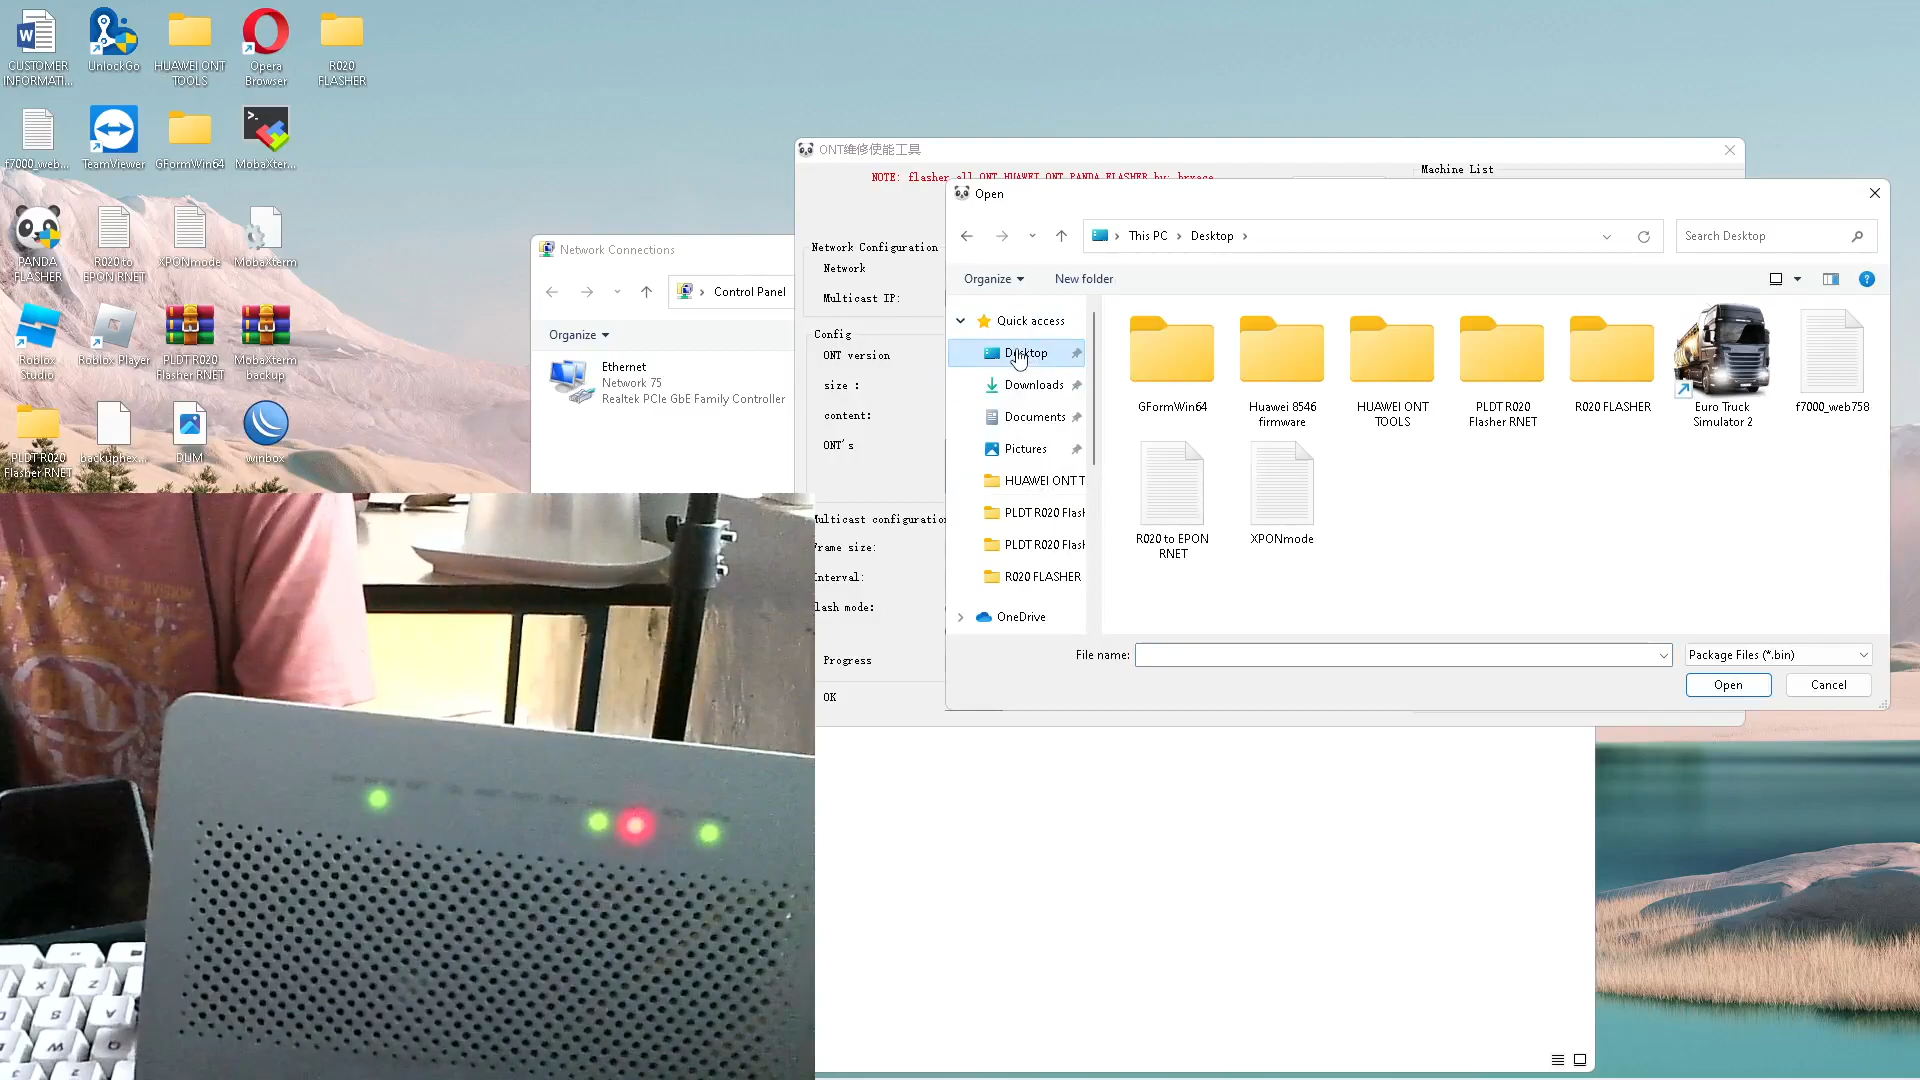 CUSTOMER
INFORMATI...
UnlockGo
HUAWEI ONT
TOOLS
Opera
Browser
R020
FLASHER
f7000_web...
TeamViewer
GFormWin64
MobaXter...
PANDA
FLASHER
R020 to
EPON RNET
XPONmode
MobaXterm
Roblox
Studio
Roblox Player
PLDT R020
Flasher RNET
MobaXterm
backup
PLDT R020
Flasher RNET
backuphex...
DUM
winbox
Network Connections
Control Panel
Organize
Ethernet
Network 75
Realtek PCIe GbE Family Controller
ONT维修使能工具
NOTE: flasher all ONT HUAWEI ONT PANDA FLASHER by: bryace
Machine List
Network Configuration
Network
Multicast IP:
Config
ONT version
size :
content:
ONT's
Multicast configuration
Frame size:
Interval:
lash mode:
Progress
OK
Open
This PC > Desktop >
Search Desktop
Organize
New folder
Quick access
Desktop
Downloads
Documents
Pictures
HUAWEI ONT T
PLDT R020 Flash
PLDT R020 Flash
R020 FLASHER
OneDrive
GFormWin64
Huawei 8546
firmware
HUAWEI ONT
TOOLS
PLDT R020
Flasher RNET
R020 FLASHER
Euro Truck
Simulator 2
f7000_web758
R020 to EPON
RNET
XPONmode
File name:
Package Files (*.bin)
Open
Cancel